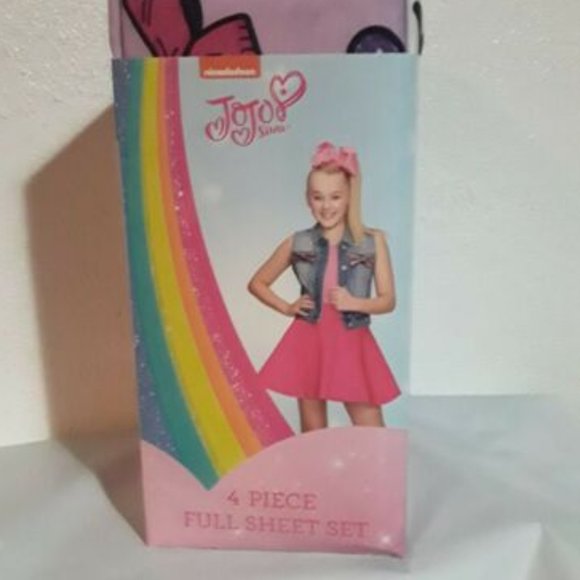 nickelodeon
JoJo
Siwa
4 PIECE
FULL SHEET SET